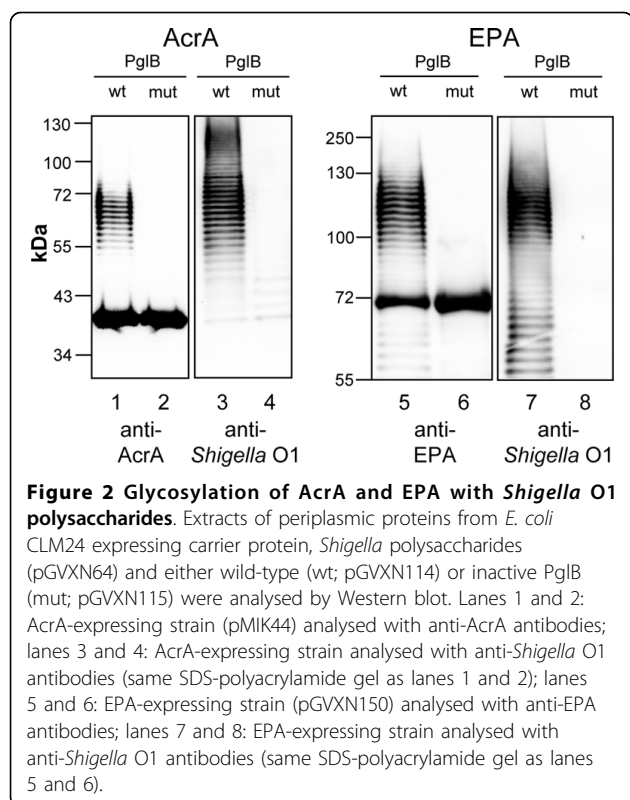 AcrA EPA
PglB PglB PglB PglB
wt mut wt mut wt mut wt mut
130
100
72
55
43
34
kDa
250
130
100
72
55
1 2 3 4 5 6 7 8
anti- anti- anti- anti-
AcrA Shigella O1 EPA Shigella O1
Figure 2 Glycosylation of AcrA and EPA with Shigella O1
polysaccharides. Extracts of periplasmic proteins from E. coli
CLM24 expressing carrier protein, Shigella polysaccharides
(pGVXN64) and either wild-type (wt; pGVXN114) or inactive PglB
(mut; pGVXN115) were analysed by Western blot. Lanes 1 and 2:
AcrA-expressing strain (pMIK44) analysed with anti-AcrA antibodies;
lanes 3 and 4: AcrA-expressing strain analysed with anti-Shigella O1
antibodies (same SDS-polyacrylamide gel as lanes 1 and 2); lanes
5 and 6: EPA-expressing strain (pGVXN150) analysed with anti-EPA
antibodies; lanes 7 and 8: EPA-expressing strain analysed with
anti-Shigella O1 antibodies (same SDS-polyacrylamide gel as lanes
5 and 6).